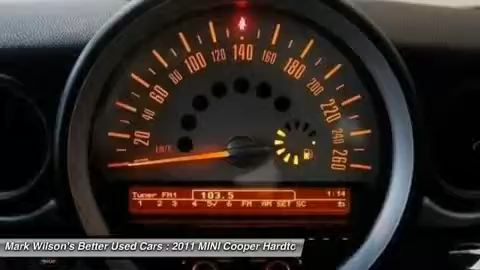 20 40 60 80 100 120 140 160 180 200 220 240 260
km/h
Tuner FM1 103.5 1:14
1 2 3 4 5/ 6 FM AM SET SC
Mark Wilson's Better Used Cars : 2011 MINI Cooper Hardtc